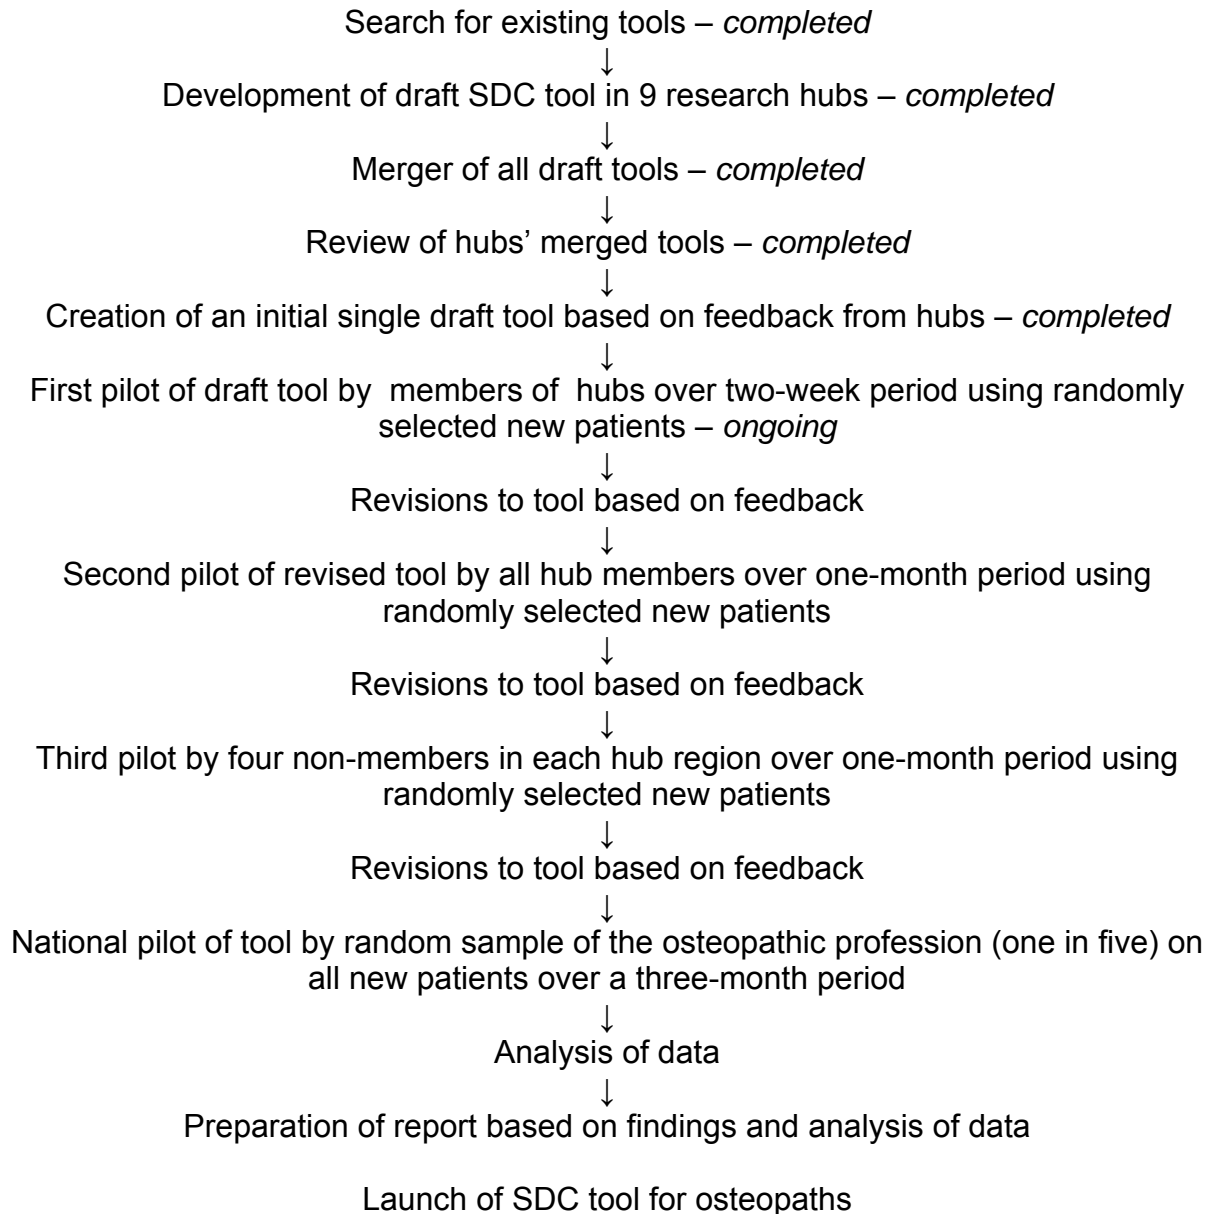 Search for existing tools – completed
↓
Development of draft SDC tool in 9 research hubs – completed
↓
Merger of all draft tools – completed
↓
Review of hubs’ merged tools – completed
↓
Creation of an initial single draft tool based on feedback from hubs – completed
↓
First pilot of draft tool by  members of  hubs over two-week period using randomly
selected new patients – ongoing
↓
Revisions to tool based on feedback
↓
Second pilot of revised tool by all hub members over one-month period using
randomly selected new patients
↓
Revisions to tool based on feedback
↓
Third pilot by four non-members in each hub region over one-month period using
randomly selected new patients
↓
Revisions to tool based on feedback
↓
National pilot of tool by random sample of the osteopathic profession (one in five) on
all new patients over a three-month period
↓
Analysis of data
↓
Preparation of report based on findings and analysis of data
Launch of SDC tool for osteopaths